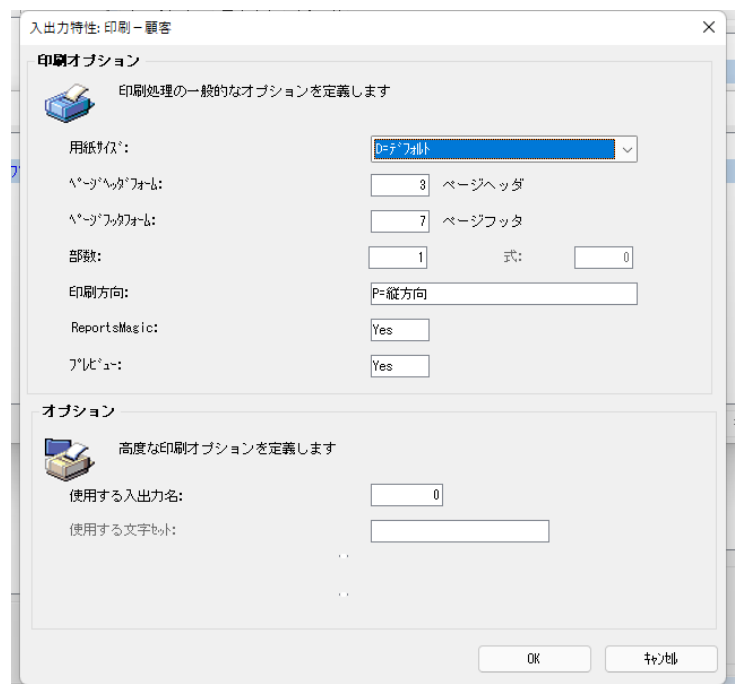 入出力特性: 印刷 – 顧客
印刷オプション
印刷処理の一般的なオプションを定義します
用紙ｻｲｽﾞ: D=ﾃﾞﾌｫﾙﾄ
ﾍﾟｰｼﾞﾍｯﾀﾞﾌｫｰﾑ: 3 ページヘッダ
ﾍﾟｰｼﾞﾌｯﾀﾌｫｰﾑ: 7 ページフッタ
部数: 1 式: 0
印刷方向: P=縦方向
ReportsMagic: Yes
ﾌﾟﾚﾋﾞｭｰ: Yes
オプション
高度な印刷オプションを定義します
使用する入出力名: 0
使用する文字ｾｯﾄ:
OK ｷｬﾝｾﾙ